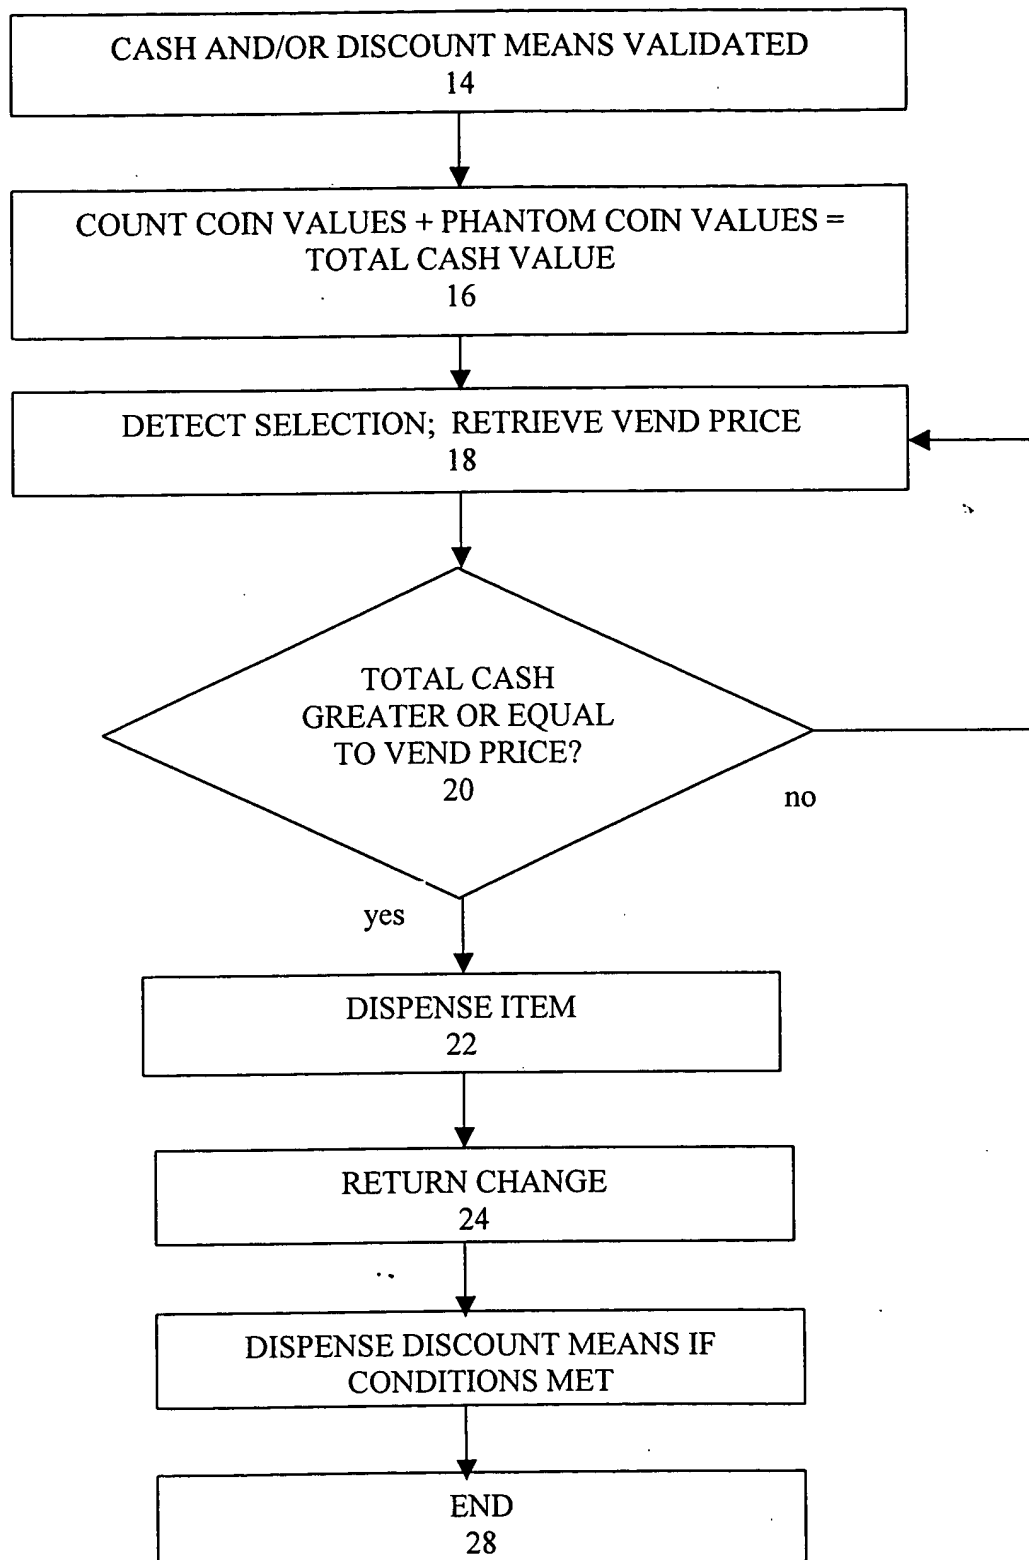 CASH AND/OR DISCOUNT MEANS VALIDATED
14
COUNT COIN VALUES + PHANTOM COIN VALUES =
TOTAL CASH VALUE
16
DETECT SELECTION; RETRIEVE VEND PRICE
18
TOTAL CASH
GREATER OR EQUAL
TO VEND PRICE?
20
no
yes
DISPENSE ITEM
22
RETURN CHANGE
24
DISPENSE DISCOUNT MEANS IF
CONDITIONS MET
END
28